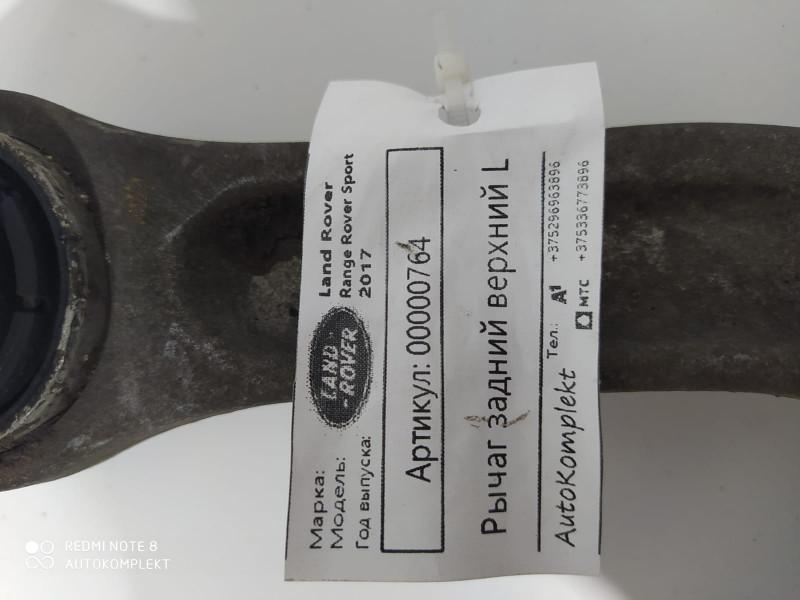 Марка: Land Rover
Модель: Range Rover Sport
Год выпуска: 2017
LAND
-ROVER
Артикул: 00000764
Рычаг задний верхний L
AutoKomplekt Тел.: A1 +375296963896
МТС +375336773896
REDMI NOTE 8
AUTOKOMPLEKT